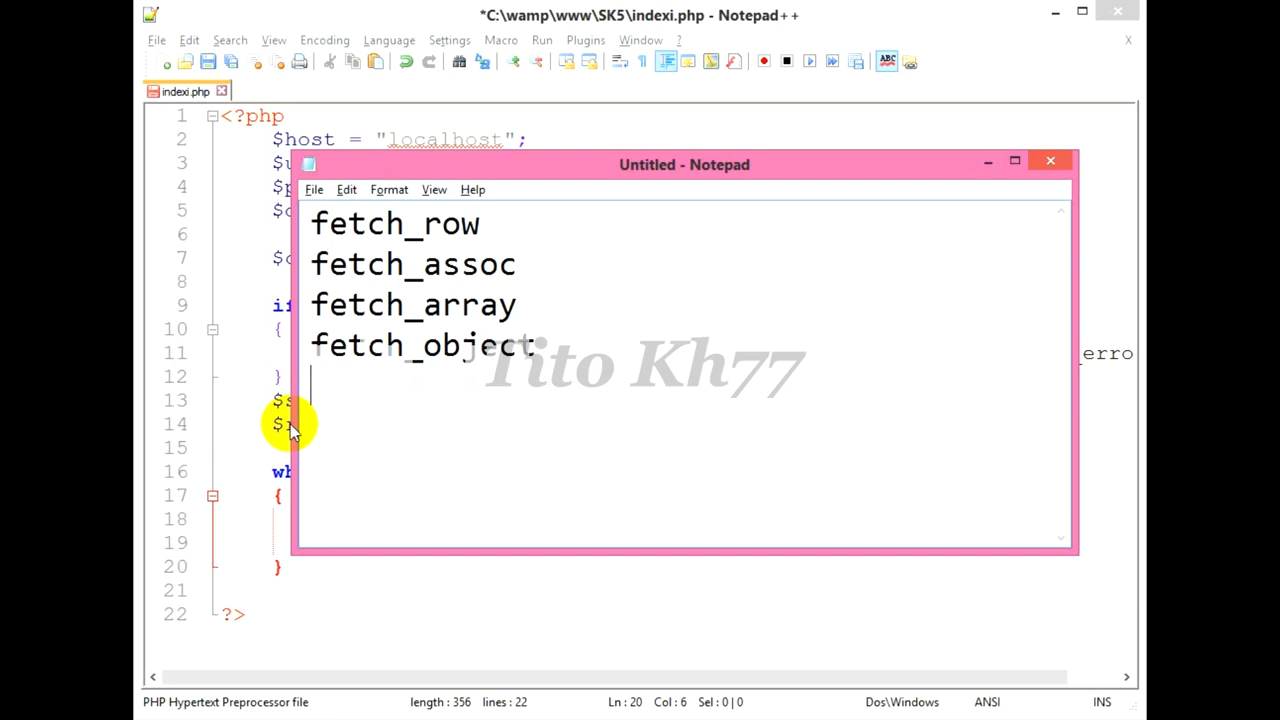 *C:\wamp\www\SK5\indexi.php - Notepad++
File Edit Search View Encoding Language Settings Macro Run Plugins Window ? X
ABC
indexi.php
1 <?php
2 $host = "localhost";
Untitled - Notepad
File Edit Format View Help
fetch_row
fetch_assoc
fetch_array
fetch_object
Tito Kh77
3 $u
4 $p
5 $c
6
7 $c
8
9 if
10 {
11 _erro
12 }
13 $s
14 $r
15
16 wh
17 {
18
19
20 }
21
22 ?>
PHP Hypertext Preprocessor file length : 356 lines : 22 Ln : 20 Col : 6 Sel : 0 | 0 Dos\Windows ANSI INS